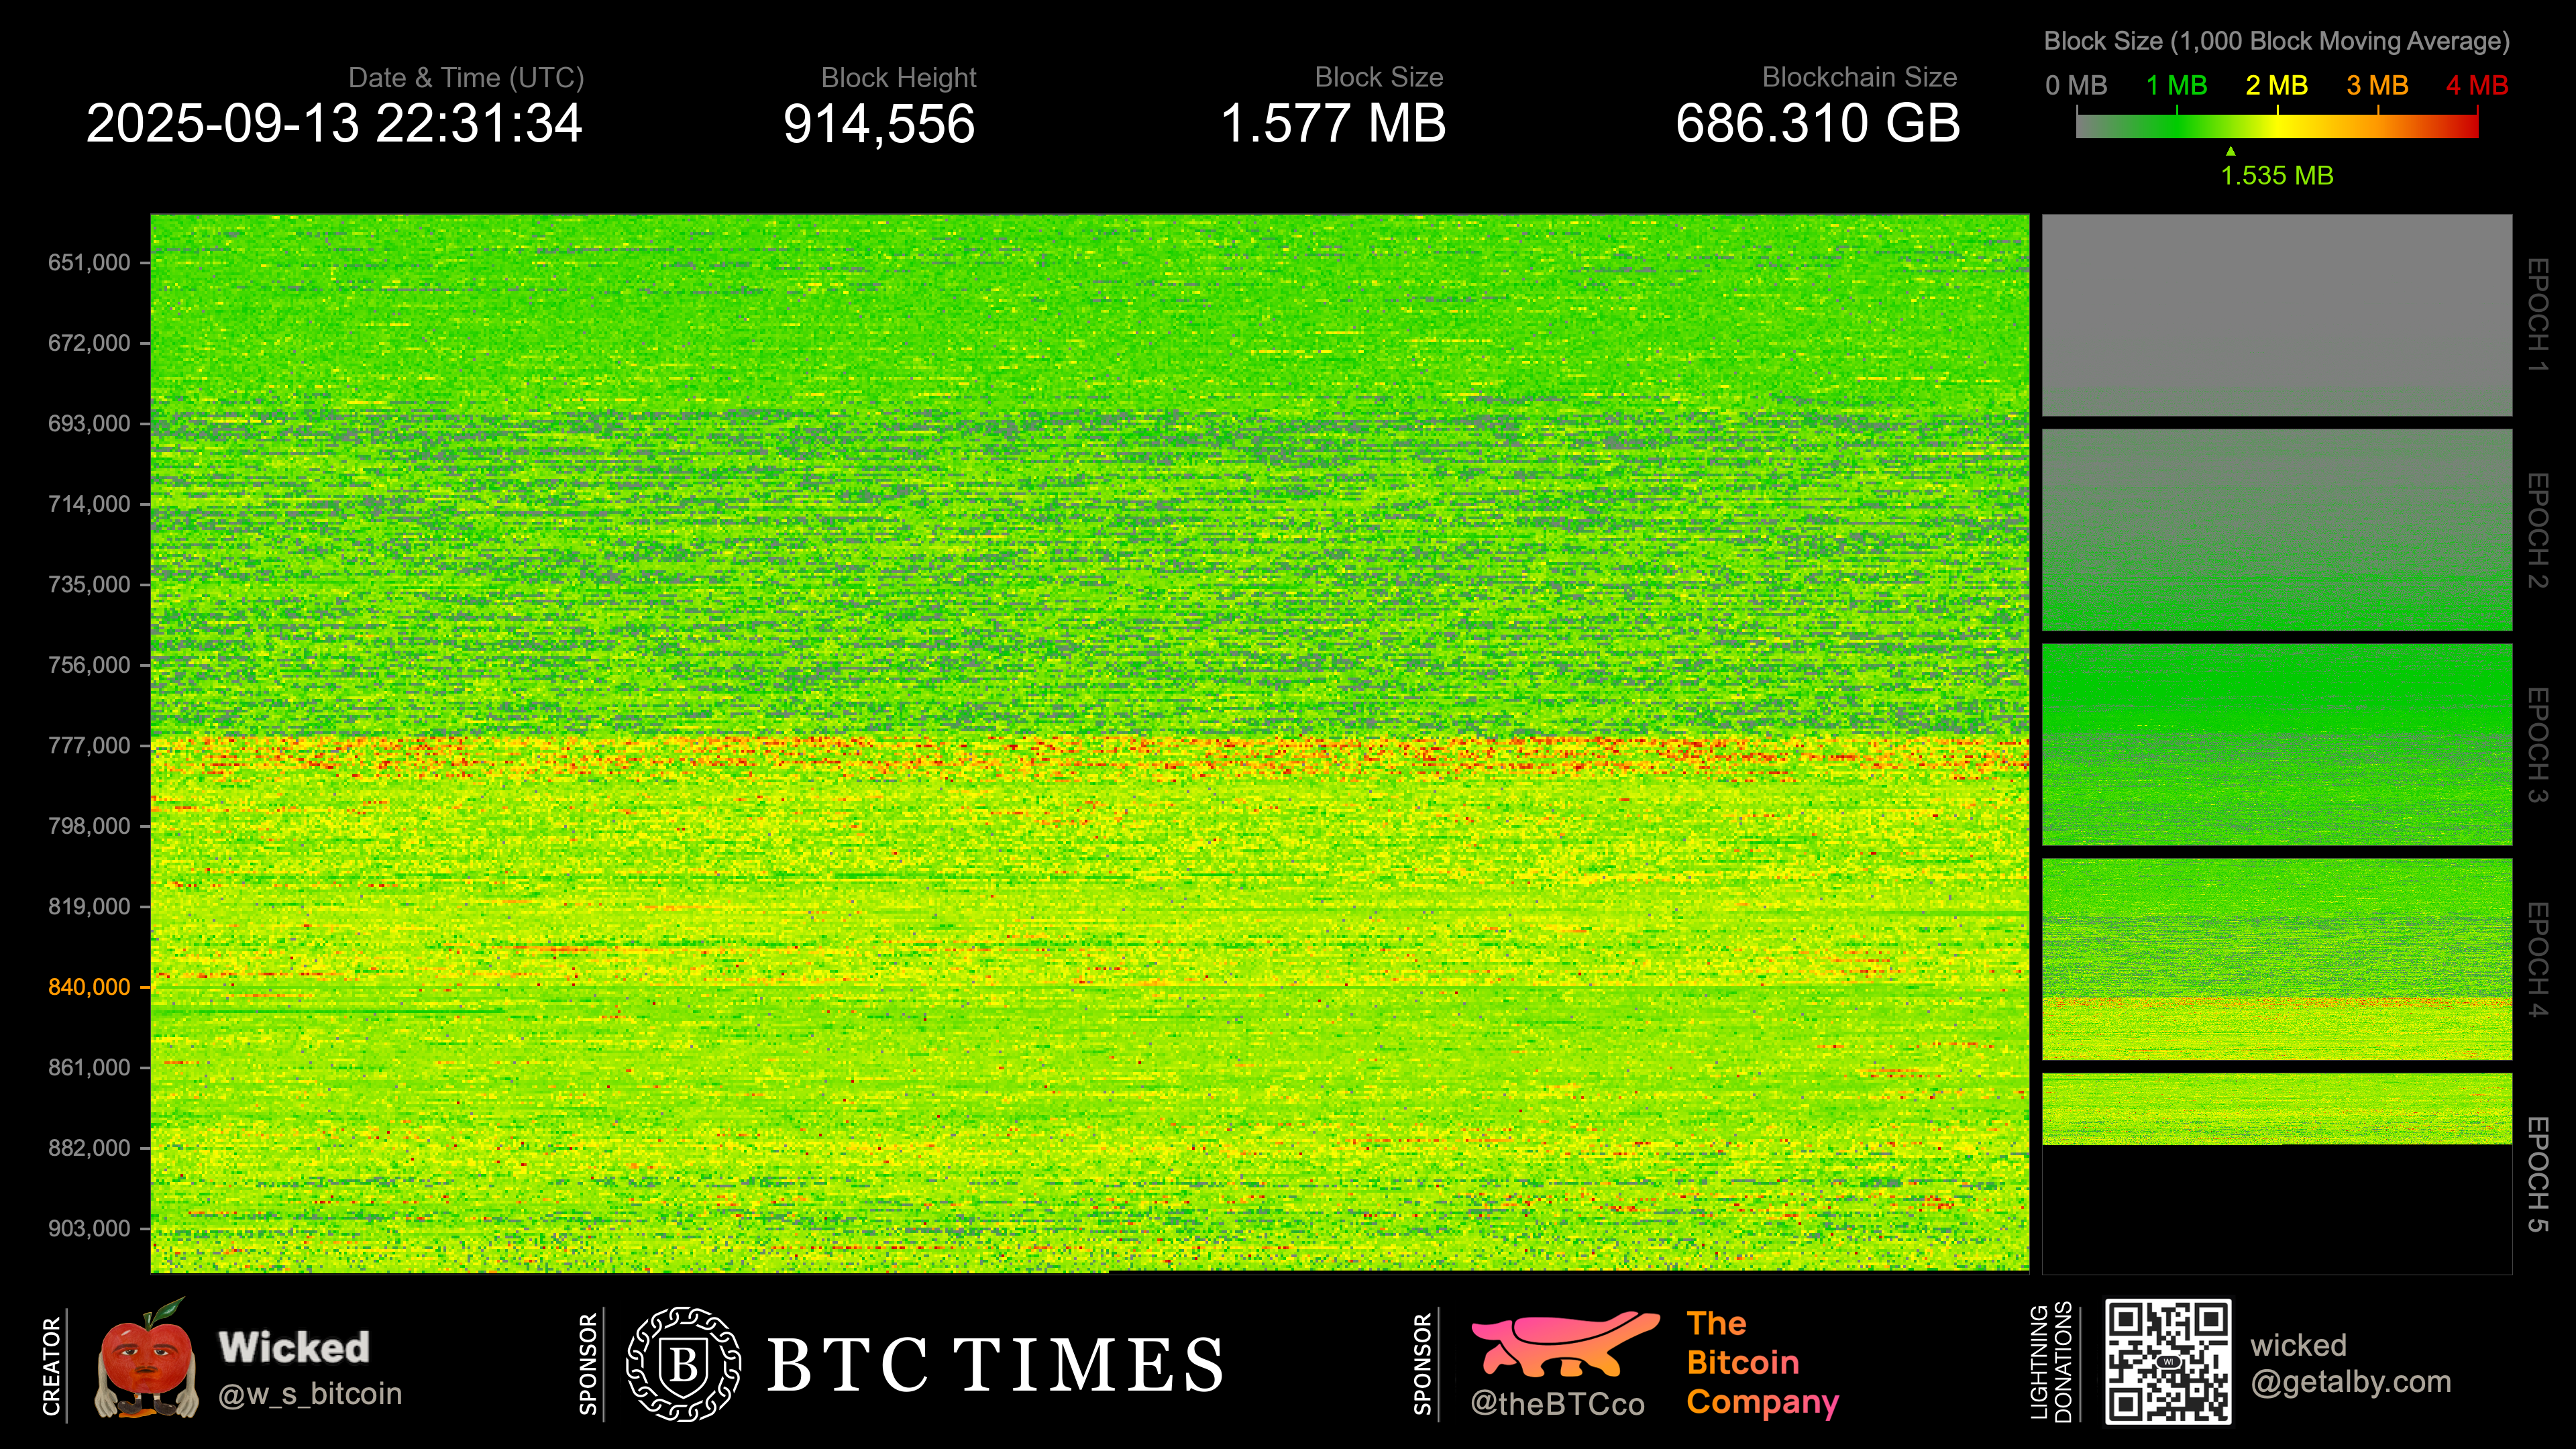 Date & Time (UTC)
2025-09-13 22:31:34
Block Height
914,556
Block Size
1.577 MB
Blockchain Size
686.310 GB
Block Size (1,000 Block Moving Average)
0 MB 1 MB 2 MB 3 MB 4 MB
1.535 MB
651,000
672,000
693,000
714,000
735,000
756,000
777,000
798,000
819,000
840,000
861,000
882,000
903,000
EPOCH 1
EPOCH 2
EPOCH 3
EPOCH 4
EPOCH 5
CREATOR
Wicked
@w_s_bitcoin
SPONSOR
B
BTC TIMES
SPONSOR
@theBTCco
The
Bitcoin
Company
LIGHTNING
DONATIONS
WI
wicked
@getalby.com